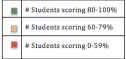 # Students scoring 80-100%
# Students scoring 60-79%
# Students scoring 0-59%